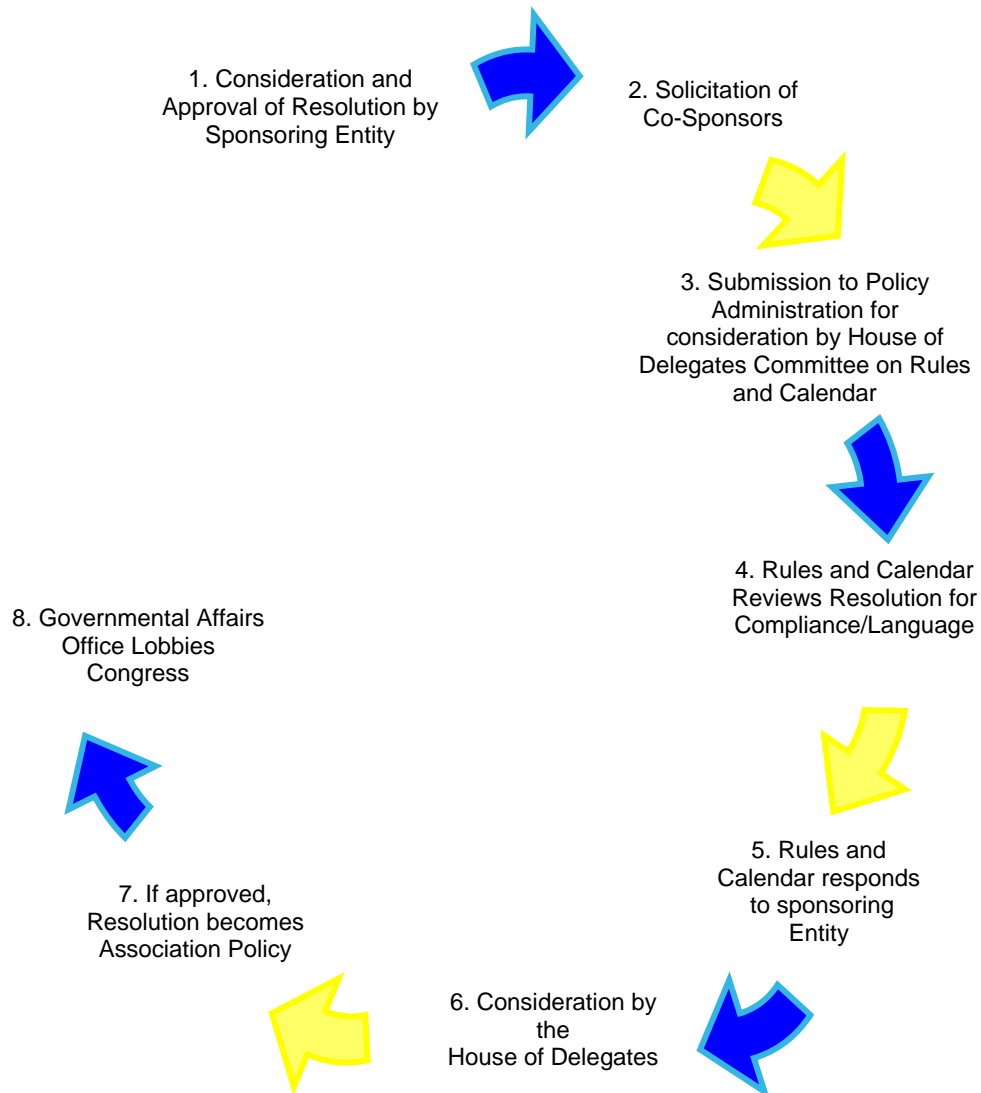 1. Consideration and
Approval of Resolution by
Sponsoring Entity
2. Solicitation of
Co-Sponsors
3. Submission to Policy
Administration for
consideration by House of
Delegates Committee on Rules
and Calendar
4. Rules and Calendar
Reviews Resolution for
Compliance/Language
5. Rules and
Calendar responds
to sponsoring
Entity
6. Consideration by
the
House of Delegates
7. If approved,
Resolution becomes
Association Policy
8. Governmental Affairs
Office Lobbies
Congress